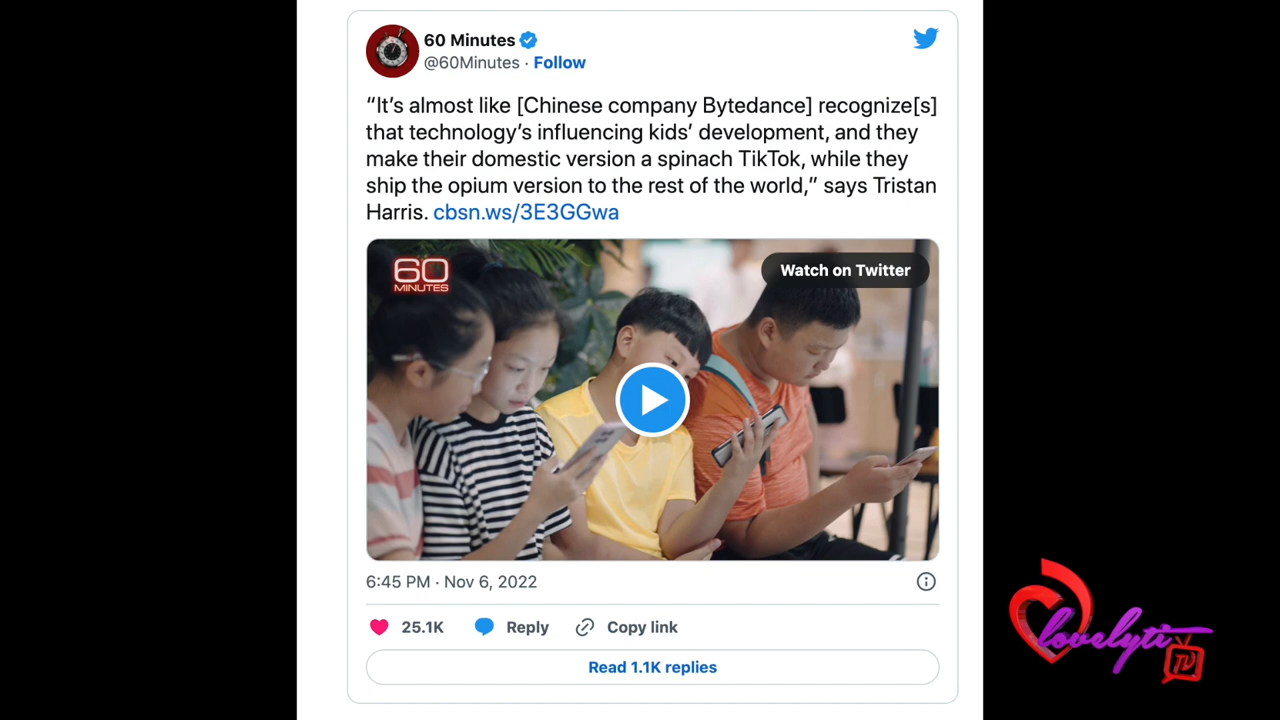 60 Minutes
@60Minutes · Follow
“It’s almost like [Chinese company Bytedance] recognize[s]
that technology’s influencing kids’ development, and they
make their domestic version a spinach TikTok, while they
ship the opium version to the rest of the world,” says Tristan
Harris. cbsn.ws/3E3GGwa
60
MINUTES
Watch on Twitter
6:45 PM · Nov 6, 2022
25.1K
Reply
Copy link
Read 1.1K replies
lovelyti
TV